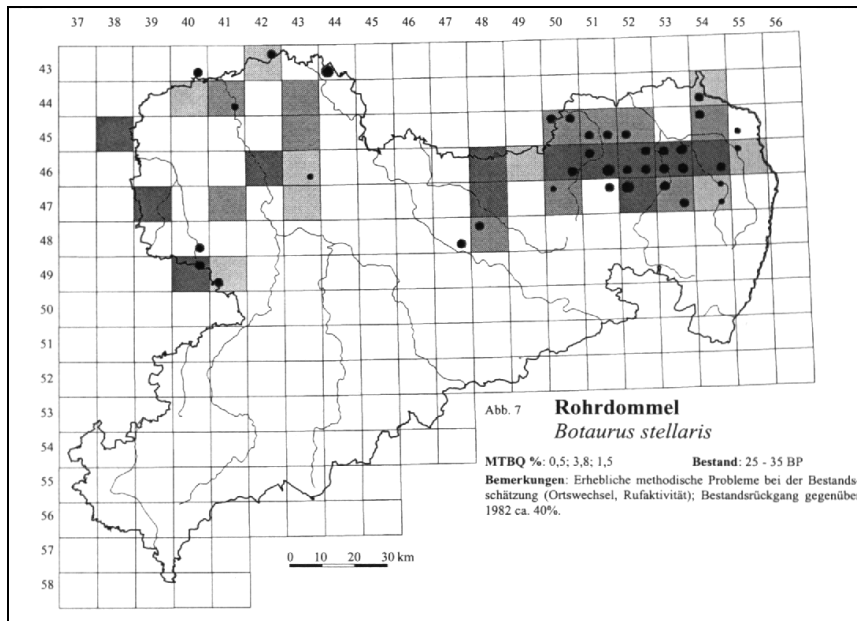 37 38 39 40 41 42 43 44 45 46 47 48 49 50 51 52 53 54 55 56
43
44
45
46
47
48
49
50
51
52
53
54
55
56
57
58
Abb. 7 Rohrdommel
Botaurus stellaris
MTBQ %: 0,5; 3,8; 1,5 Bestand: 25 - 35 BP
Bemerkungen: Erhebliche methodische Probleme bei der Bestands-
schätzung (Ortswechsel, Rufaktivität); Bestandsrückgang gegenüber
1982 ca. 40%.
0 10 20 30 km